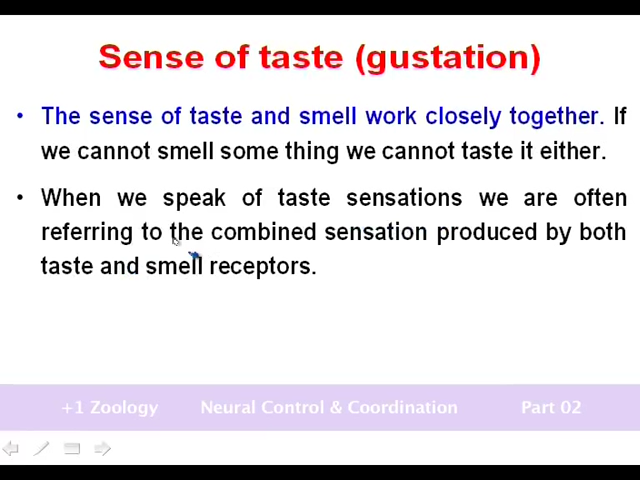 Sense of taste (gustation)
• The sense of taste and smell work closely together. If
we cannot smell some thing we cannot taste it either.
• When we speak of taste sensations we are often
referring to the combined sensation produced by both
taste and smell receptors.
+1 Zoology Neural Control & Coordination Part 02